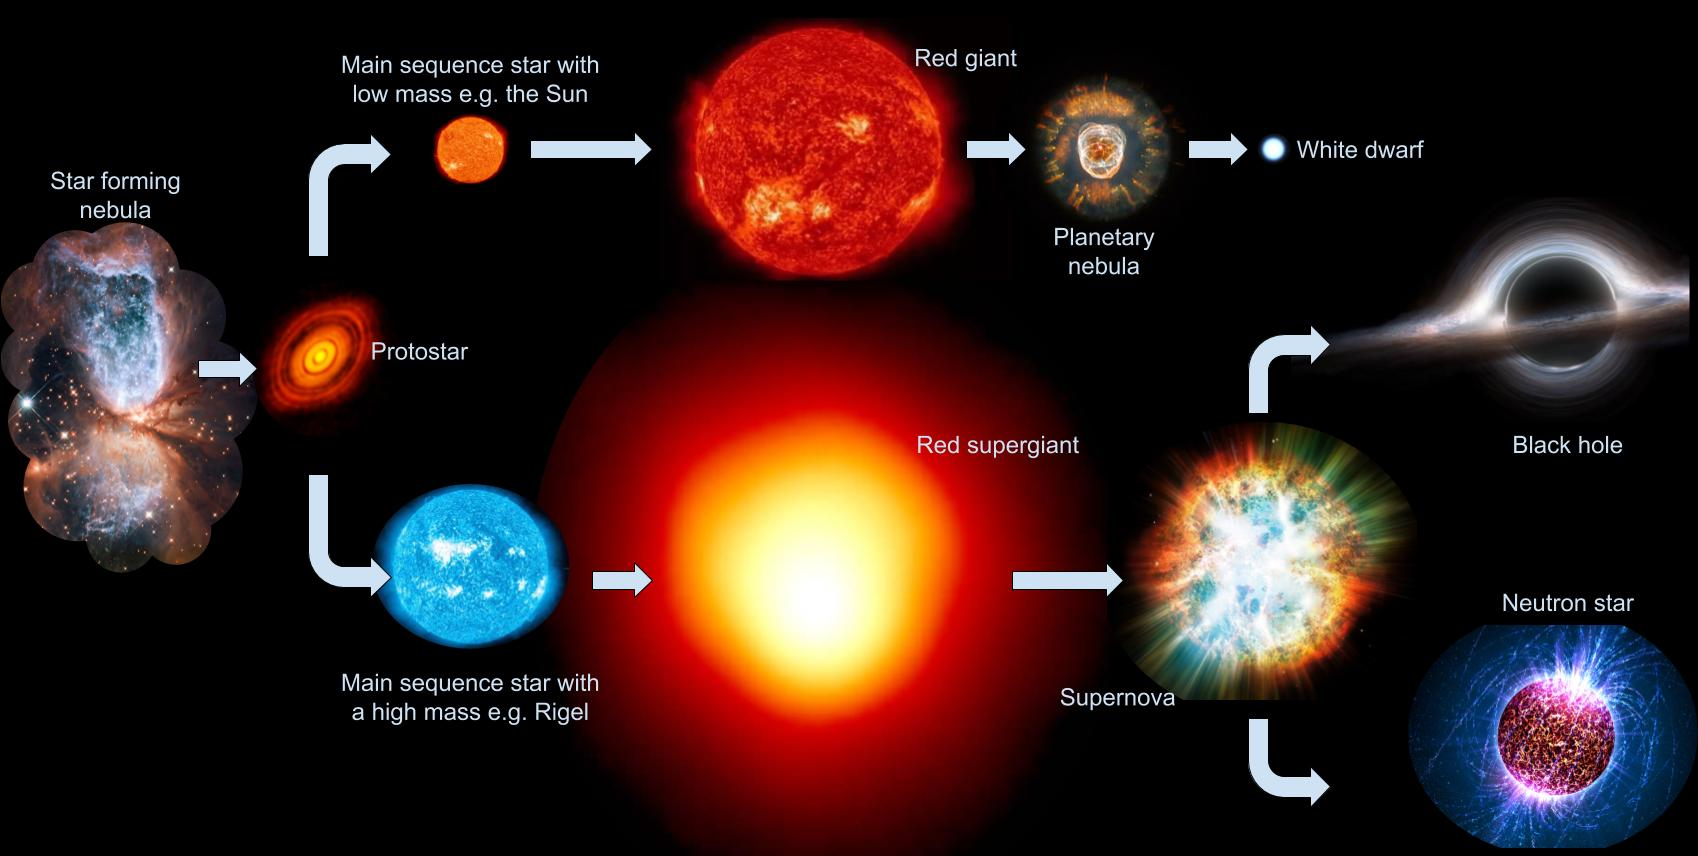 Main sequence star with
low mass e.g. the Sun
Red giant
Planetary
nebula
White dwarf
Star forming
nebula
Protostar
Main sequence star with
a high mass e.g. Rigel
Red supergiant
Supernova
Black hole
Neutron star